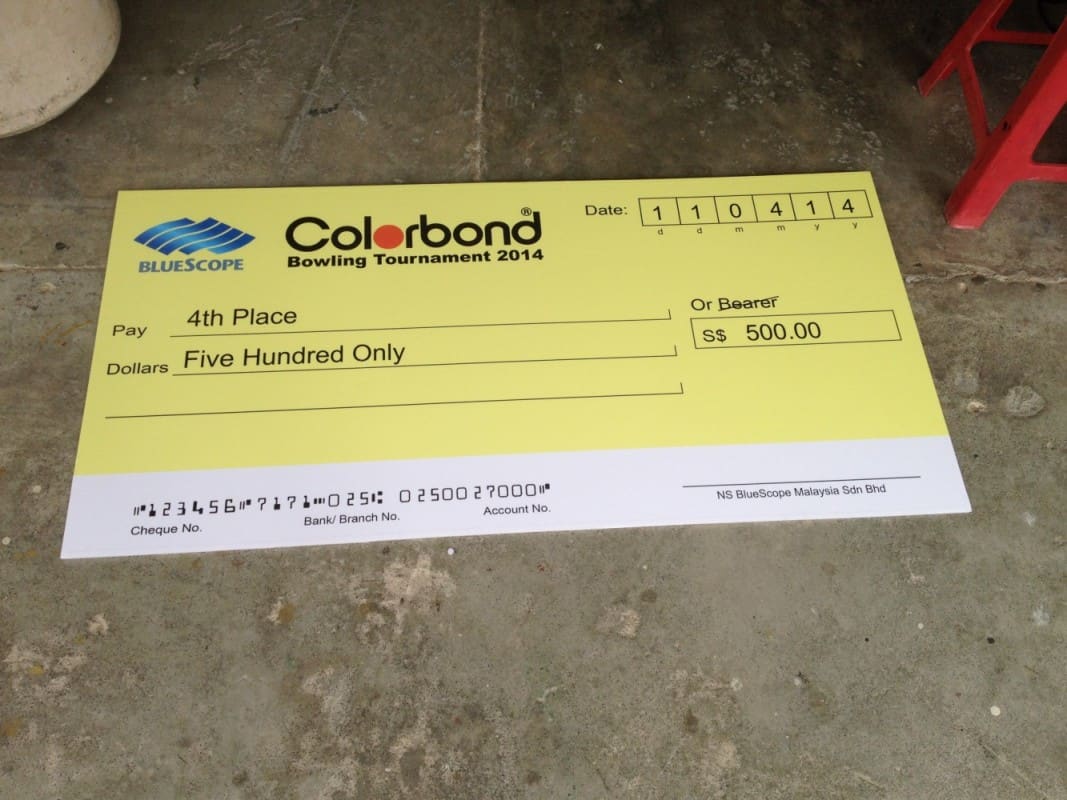 BLUESCOPE
Colorbond®
Bowling Tournament 2014
Date: 1 1 0 4 1 4
d d m m y y
Pay 4th Place
Or Bearer
Dollars Five Hundred Only
S$ 500.00
⑈123456⑈7171⑉025⑆ 0250027000⑈
Cheque No. Bank/ Branch No. Account No.
NS BlueScope Malaysia Sdn Bhd